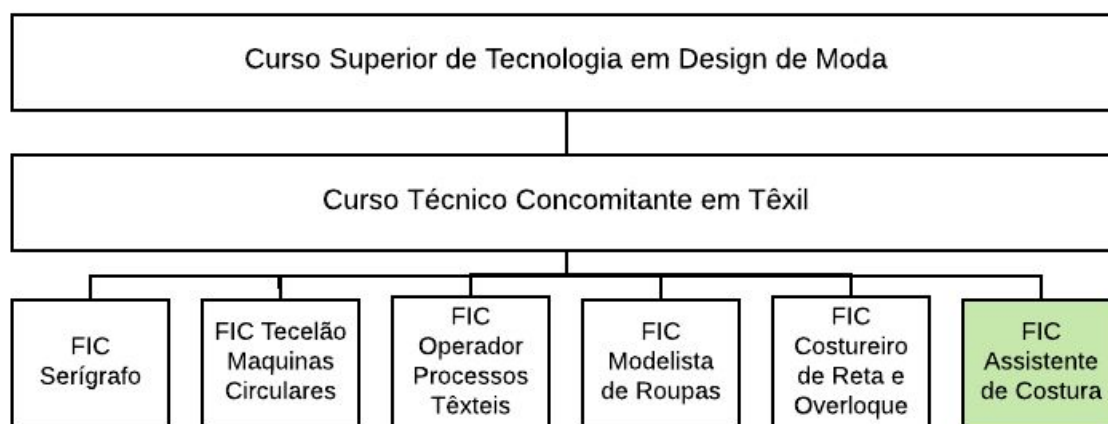 Curso Superior de Tecnologia em Design de Moda
Curso Técnico Concomitante em Têxil
FIC
Serígrafo
FIC Tecelão
Maquinas
Circulares
FIC
Operador
Processos
Têxteis
FIC
Modelista
de Roupas
FIC
Costureiro
de Reta e
Overloque
FIC
Assistente
de Costura